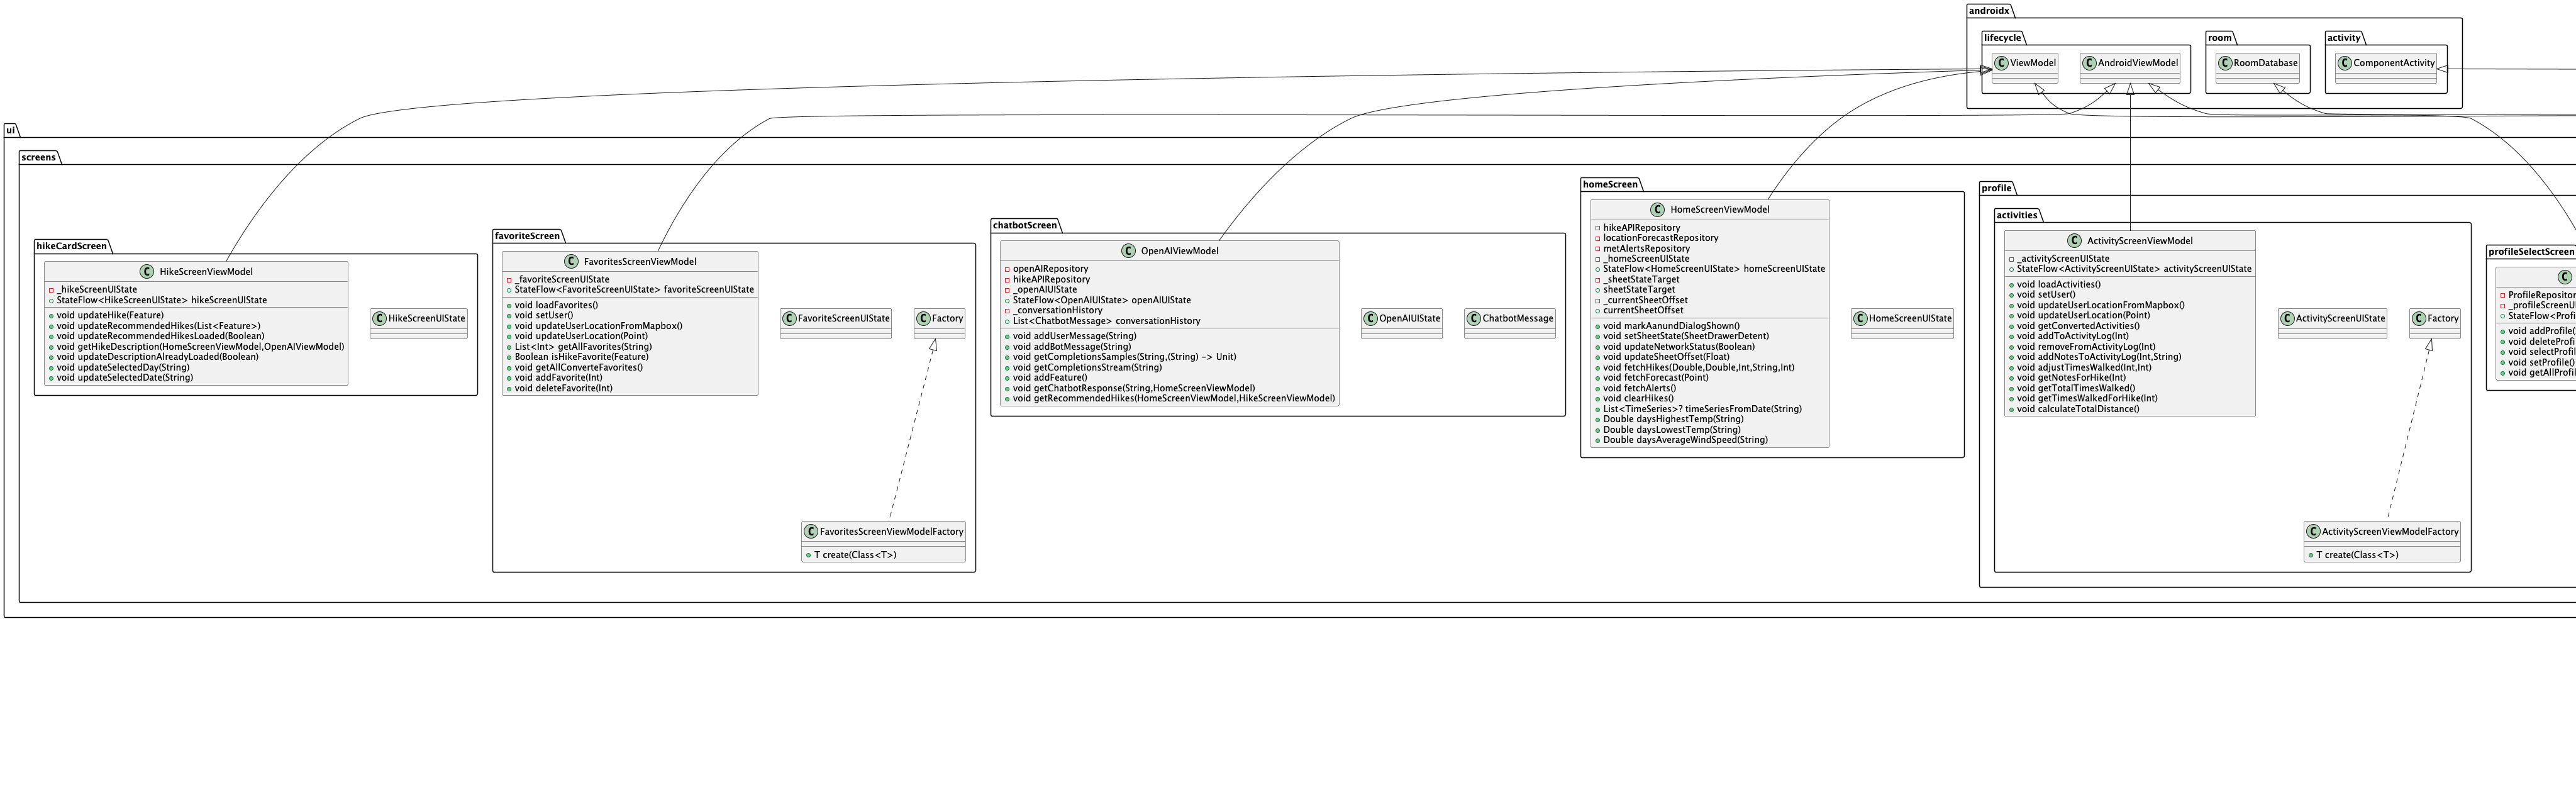 androidx
lifecycle
C ViewModel
C AndroidViewModel
room
C RoomDatabase
activity
C ComponentActivity
ui
screens
hikeCardScreen
C HikeScreenViewModel
_hikeScreenUIState
StateFlow<HikeScreenUIState> hikeScreenUIState
void updateHike(Feature)
void updateRecommendedHikes(List<Feature>)
void updateRecommendedHikesLoaded(Boolean)
void getHikeDescription(HomeScreenViewModel,OpenAIViewModel)
void updateDescriptionAlreadyLoaded(Boolean)
void updateSelectedDay(String)
void updateSelectedDate(String)
C HikeScreenUIState
favoriteScreen
C FavoritesScreenViewModel
_favoriteScreenUIState
StateFlow<FavoriteScreenUIState> favoriteScreenUIState
void loadFavorites()
void setUser()
void updateUserLocationFromMapbox()
void updateUserLocation(Point)
List<Int> getAllFavorites(String)
Boolean isHikeFavorite(Feature)
void getAllConverteFavorites()
void addFavorite(Int)
void deleteFavorite(Int)
C FavoriteScreenUIState
C Factory
C FavoritesScreenViewModelFactory
T create(Class<T>)
chatbotScreen
C OpenAIViewModel
openAIRepository
hikeAPIRepository
_openAIUIState
StateFlow<OpenAIUIState> openAIUIState
_conversationHistory
List<ChatbotMessage> conversationHistory
void addUserMessage(String)
void addBotMessage(String)
void getCompletionsSamples(String,(String) -> Unit)
void getCompletionsStream(String)
void addFeature()
void getChatbotResponse(String,HomeScreenViewModel)
void getRecommendedHikes(HomeScreenViewModel,HikeScreenViewModel)
C OpenAIUIState
C ChatbotMessage
homeScreen
C HomeScreenViewModel
hikeAPIRepository
locationForecastRepository
metAlertsRepository
_homeScreenUIState
StateFlow<HomeScreenUIState> homeScreenUIState
_sheetStateTarget
sheetStateTarget
_currentSheetOffset
currentSheetOffset
void markAanundDialogShown()
void setSheetState(SheetDrawerDetent)
void updateNetworkStatus(Boolean)
void updateSheetOffset(Float)
void fetchHikes(Double,Double,Int,String,Int)
void fetchForecast(Point)
void fetchAlerts()
void clearHikes()
List<TimeSeries>? timeSeriesFromDate(String)
Double daysHighestTemp(String)
Double daysLowestTemp(String)
Double daysAverageWindSpeed(String)
C HomeScreenUIState
profile
activities
C ActivityScreenViewModel
_activityScreenUIState
StateFlow<ActivityScreenUIState> activityScreenUIState
void loadActivities()
void setUser()
void updateUserLocationFromMapbox()
void updateUserLocation(Point)
void getConvertedActivities()
void addToActivityLog(Int)
void removeFromActivityLog(Int)
void addNotesToActivityLog(Int,String)
void adjustTimesWalked(Int,Int)
void getNotesForHike(Int)
void getTotalTimesWalked()
void getTimesWalkedForHike(Int)
void calculateTotalDistance()
C ActivityScreenUIState
C Factory
C ActivityScreenViewModelFactory
T create(Class<T>)
profileSelectScreen
C
ProfileRepositor
_profileScreenU
StateFlow<Profi
void addProfile(
void deleteProfi
void selectProfil
void setProfile()
void getAllProfil